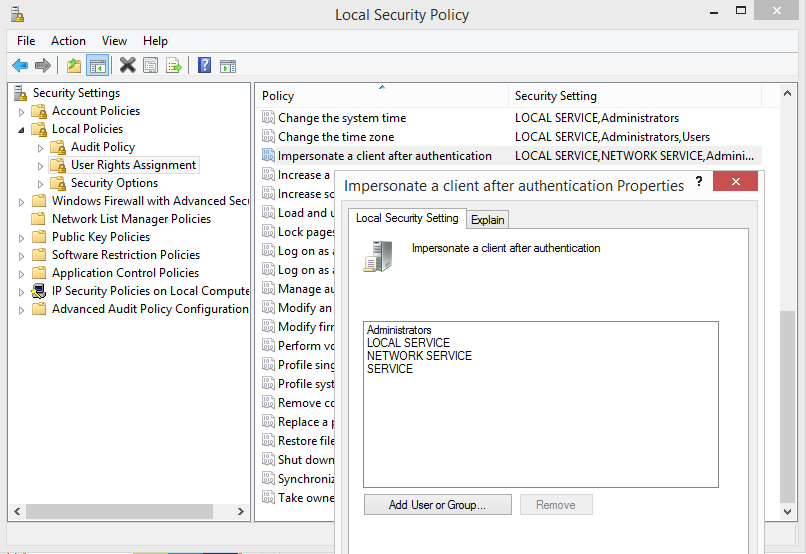 Local Security Policy
File Action View Help
Security Settings
Account Policies
Local Policies
Audit Policy
User Rights Assignment
Security Options
Windows Firewall with Advanced Secu
Network List Manager Policies
Public Key Policies
Software Restriction Policies
Application Control Policies
IP Security Policies on Local Compute
Advanced Audit Policy Configuration
Policy Security Setting
Change the system time LOCAL SERVICE,Administrators
Change the time zone LOCAL SERVICE,Administrators,Users
Impersonate a client after authentication LOCAL SERVICE,NETWORK SERVICE,Admini...
Increase a
Increase sc
Load and u
Lock pages
Log on as a
Log on as a
Manage au
Modify an
Modify firm
Perform vo
Profile sing
Profile syst
Remove co
Replace a p
Restore file
Shut down
Synchroniz
Take owne
Impersonate a client after authentication Properties ?
Local Security Setting Explain
Impersonate a client after authentication
Administrators
LOCAL SERVICE
NETWORK SERVICE
SERVICE
Add User or Group... Remove